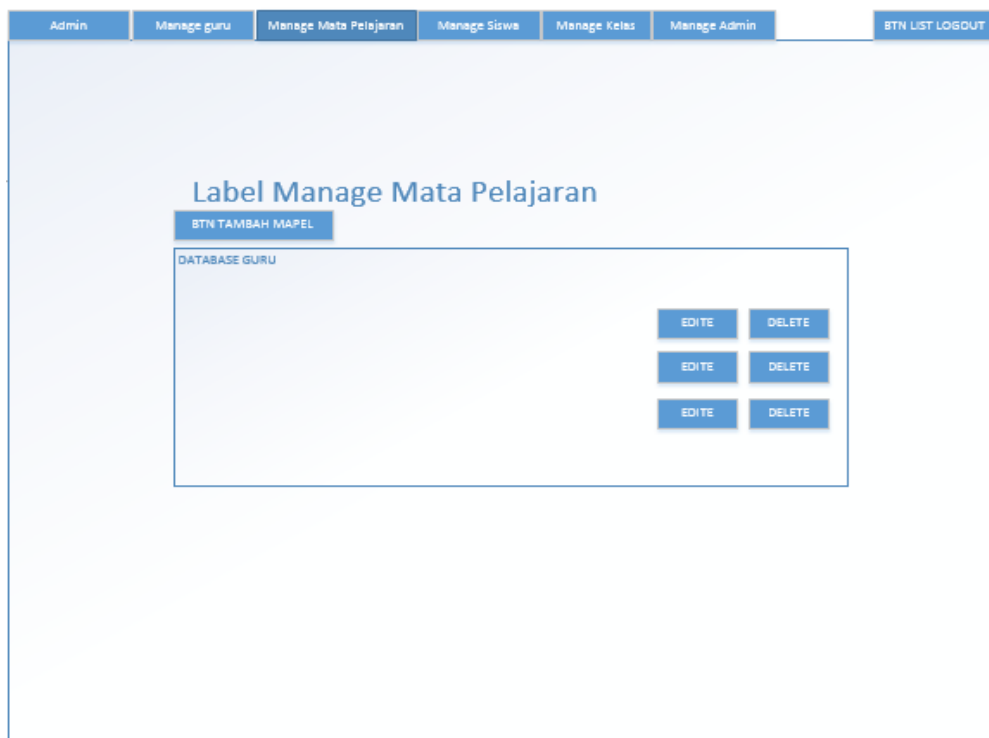 Admin Manage guru Manage Mata Pelajaran Manage Siswa Manage Kelas Manage Admin BTN LIST LOGOUT
Label Manage Mata Pelajaran
BTN TAMBAH MAPEL
DATABASE GURU
EDITE DELETE
EDITE DELETE
EDITE DELETE